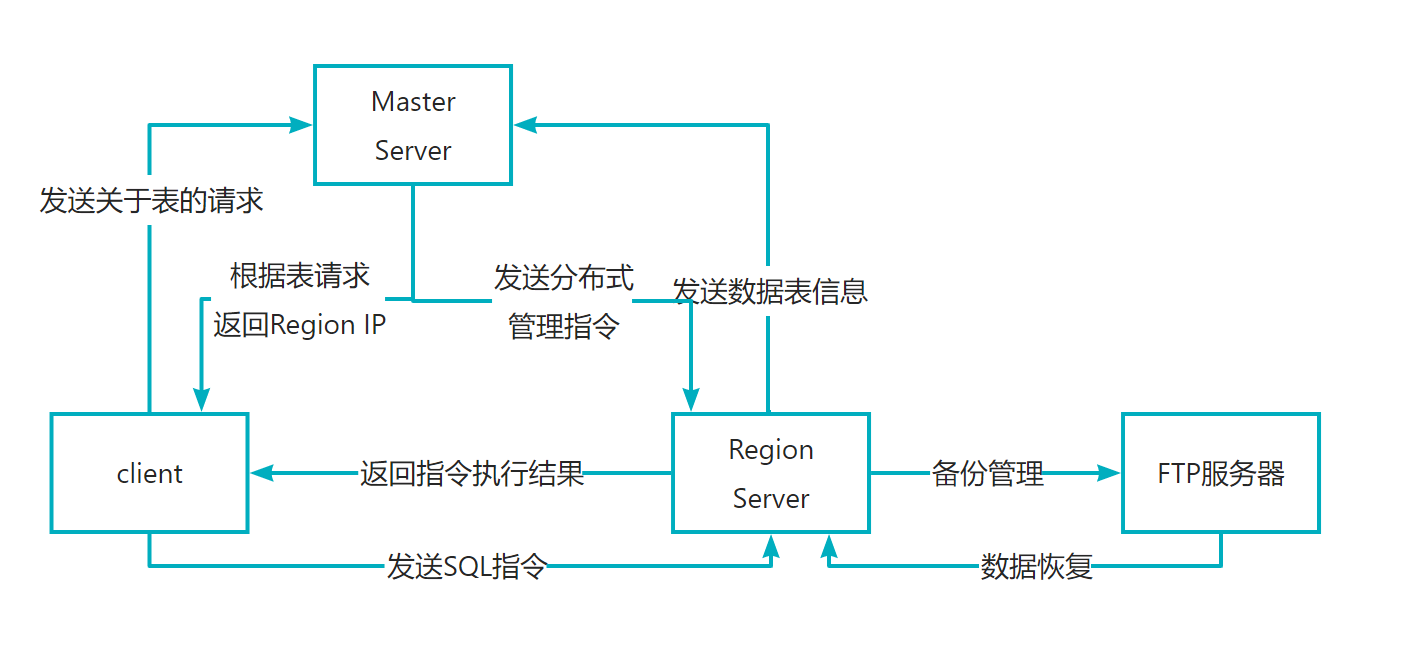 Master
Server
发送关于表的请求
根据表请求
返回Region IP
发送分布式
管理指令
发送数据表信息
client
返回指令执行结果
Region
Server
备份管理
FTP服务器
发送SQL指令
数据恢复